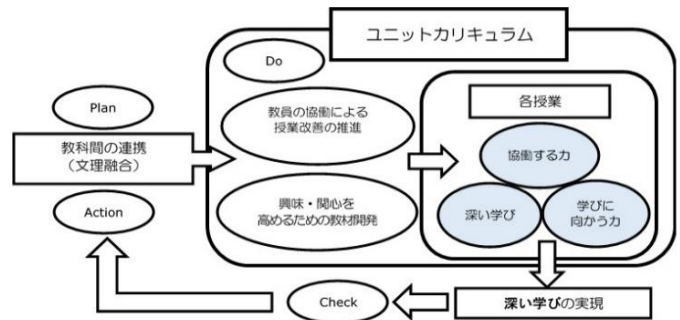 ユニットカリキュラム
Do
Plan
教科間の連携
（文理融合）
Action
教員の協働による
授業改善の推進
興味・関心を
高めるための教材開発
各授業
協働する力
深い学び
学びに
向かう力
Check
深い学びの実現